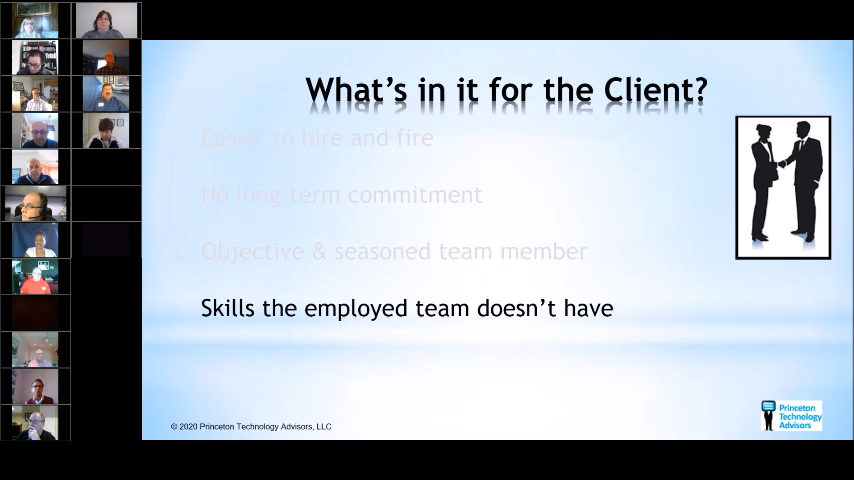 What's in it for the Client?
Easier to hire and fire
No long-term commitment
Objective & seasoned team member
Skills the employed team doesn't have
© 2020 Princeton Technology Advisors, LLC
Princeton
Technology
Advisors